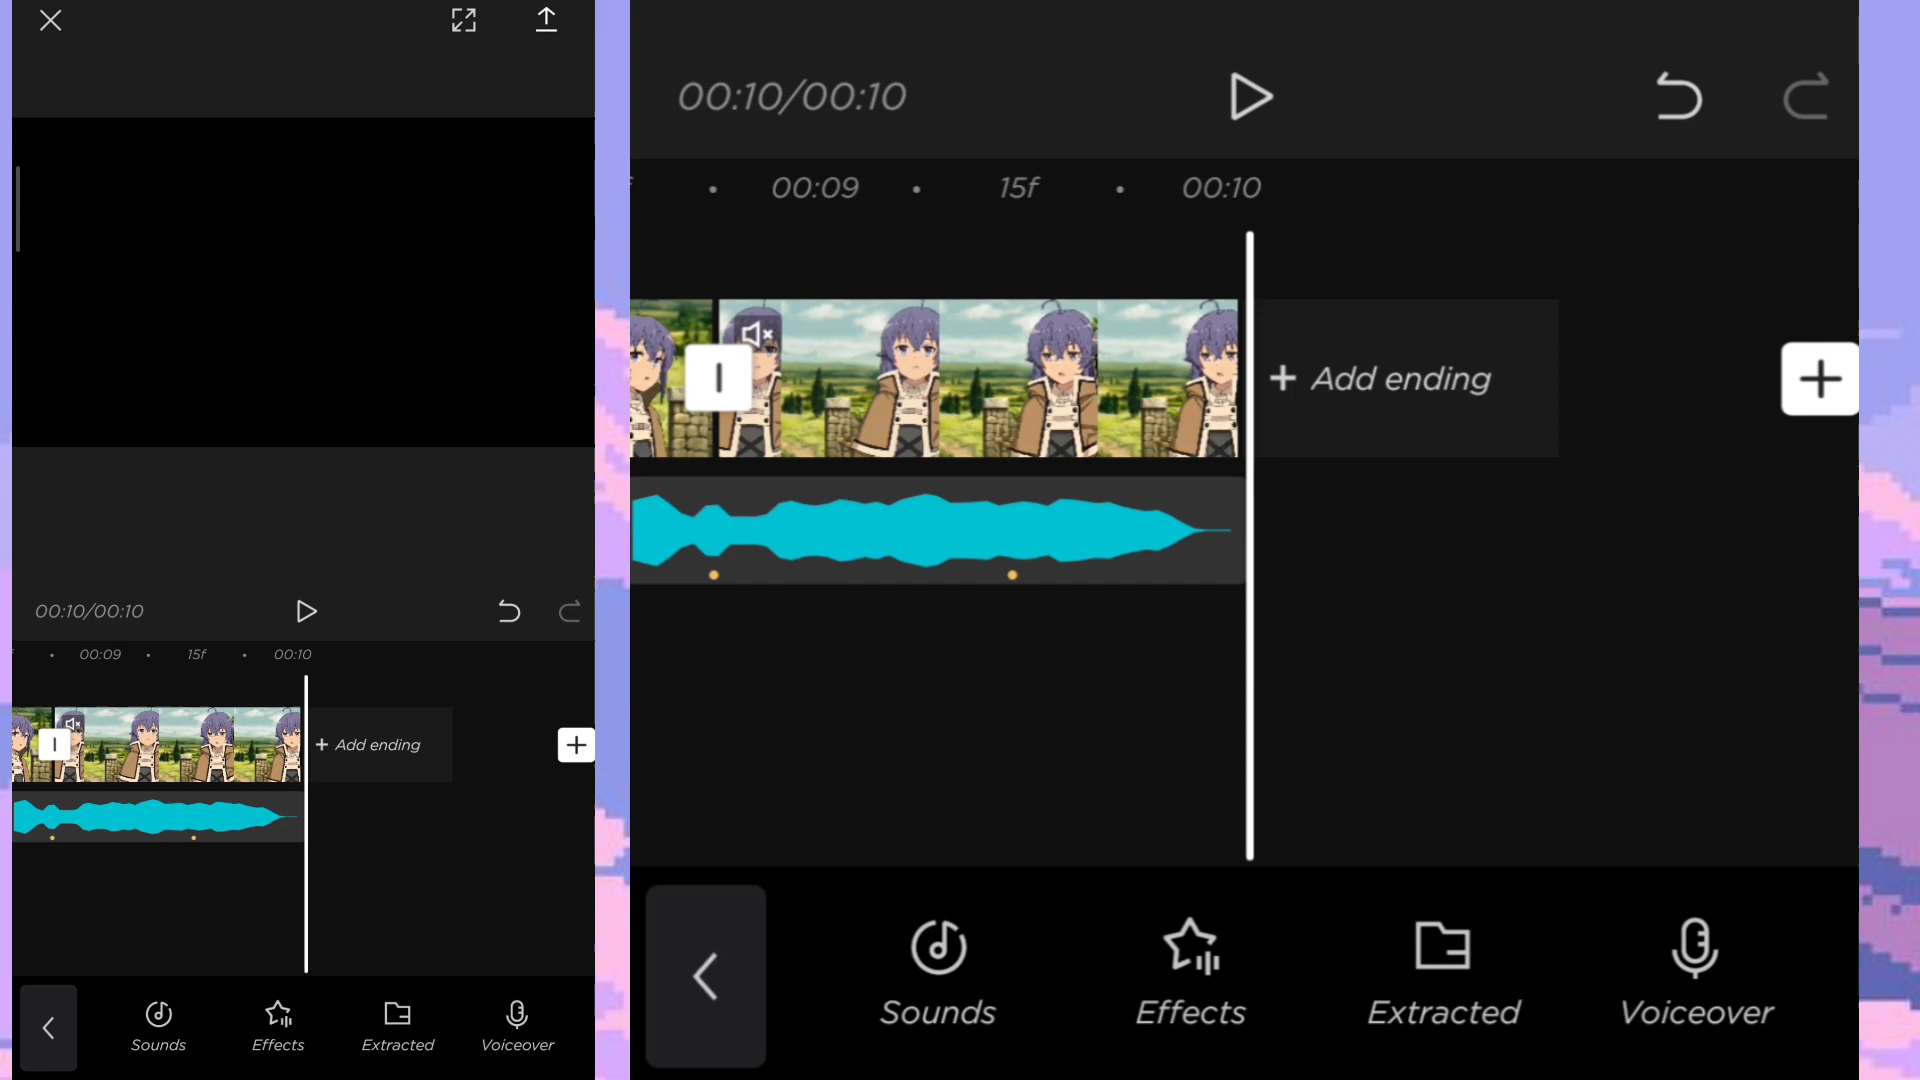 00:10/00:10
00:09
15f
00:10
+ Add ending
Sounds
Effects
Extracted
Voiceover
00:10/00:10
00:09
15f
00:10
+ Add ending
Sounds
Effects
Extracted
Voiceover